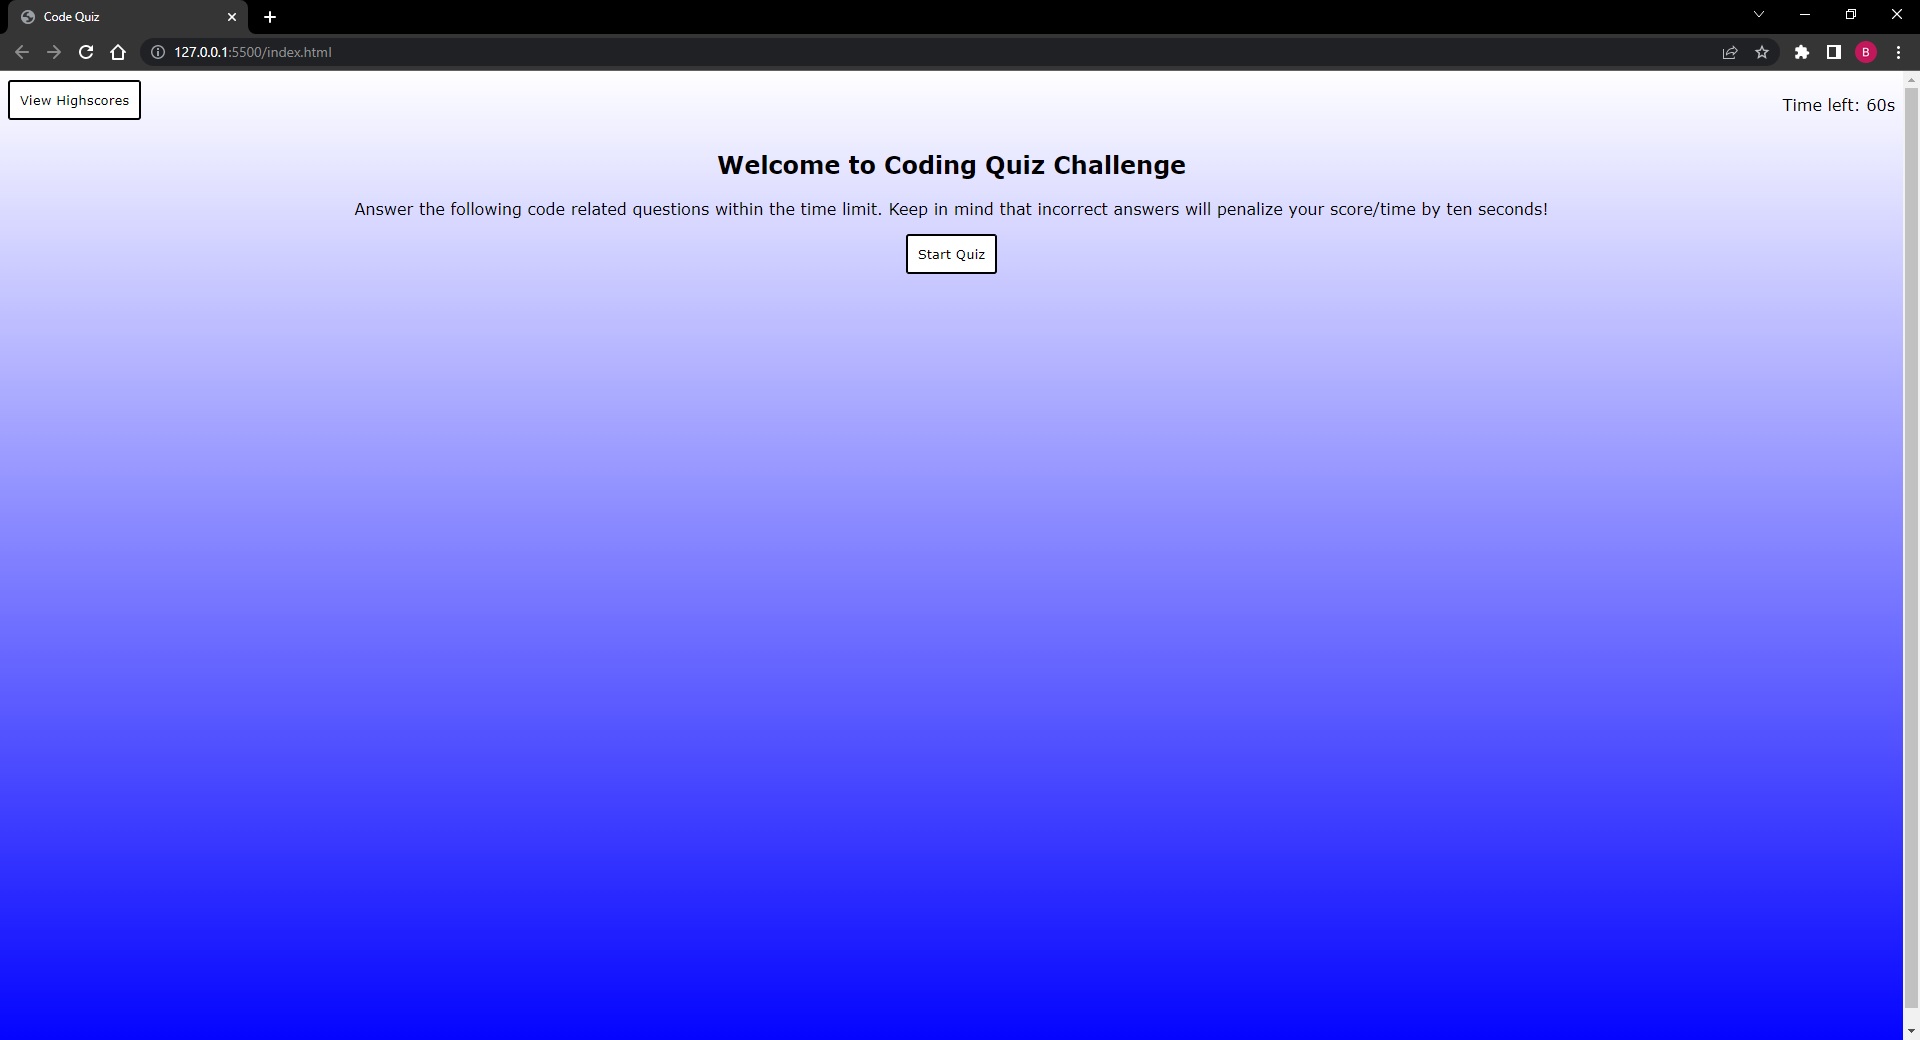 Code Quiz
127.0.0.1:5500/index.html
B
View Highscores
Time left: 60s
Welcome to Coding Quiz Challenge
Answer the following code related questions within the time limit. Keep in mind that incorrect answers will penalize your score/time by ten seconds!
Start Quiz